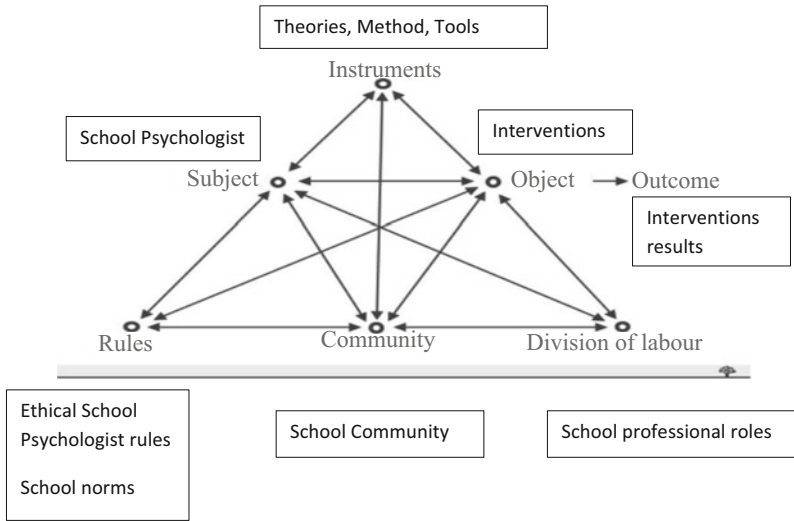 Theories, Method, Tools
Instruments
School Psychologist
Interventions
Subject
Object
Outcome
Interventions
results
Rules
Community
Division of labour
Ethical School
Psychologist rules
School norms
School Community
School professional roles